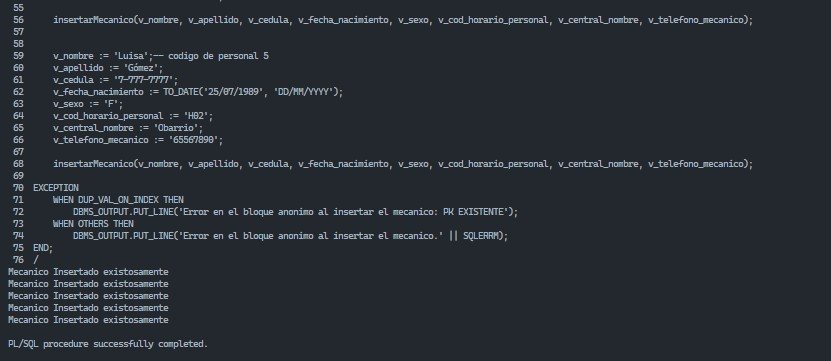 55
56 insertarMecanico(v_nombre, v_apellido, v_cedula, v_fecha_nacimiento, v_sexo, v_cod_horario_personal, v_central_nombre, v_telefono_mecanico);
57
58
59 v_nombre := 'Luisa';-- codigo de personal 5
60 v_apellido := 'Gómez';
61 v_cedula := '7-777-7777';
62 v_fecha_nacimiento := TO_DATE('25/07/1989', 'DD/MM/YYYY');
63 v_sexo := 'F';
64 v_cod_horario_personal := 'H02';
65 v_central_nombre := 'Obarrio';
66 v_telefono_mecanico := '65567890';
67
68 insertarMecanico(v_nombre, v_apellido, v_cedula, v_fecha_nacimiento, v_sexo, v_cod_horario_personal, v_central_nombre, v_telefono_mecanico);
69
70 EXCEPTION
71 WHEN DUP_VAL_ON_INDEX THEN
72 DBMS_OUTPUT.PUT_LINE('Error en el bloque anonimo al insertar el mecanico: PK EXISTENTE');
73 WHEN OTHERS THEN
74 DBMS_OUTPUT.PUT_LINE('Error en el bloque anonimo al insertar el mecanico.' || SQLERRM);
75 END;
76 /
Mecanico Insertado existosamente
Mecanico Insertado existosamente
Mecanico Insertado existosamente
Mecanico Insertado existosamente
Mecanico Insertado existosamente
PL/SQL procedure successfully completed.